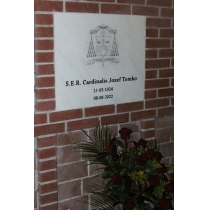 S.E.R. Cardinalis Jozef Tomko
11-03-1924
08-08-2022